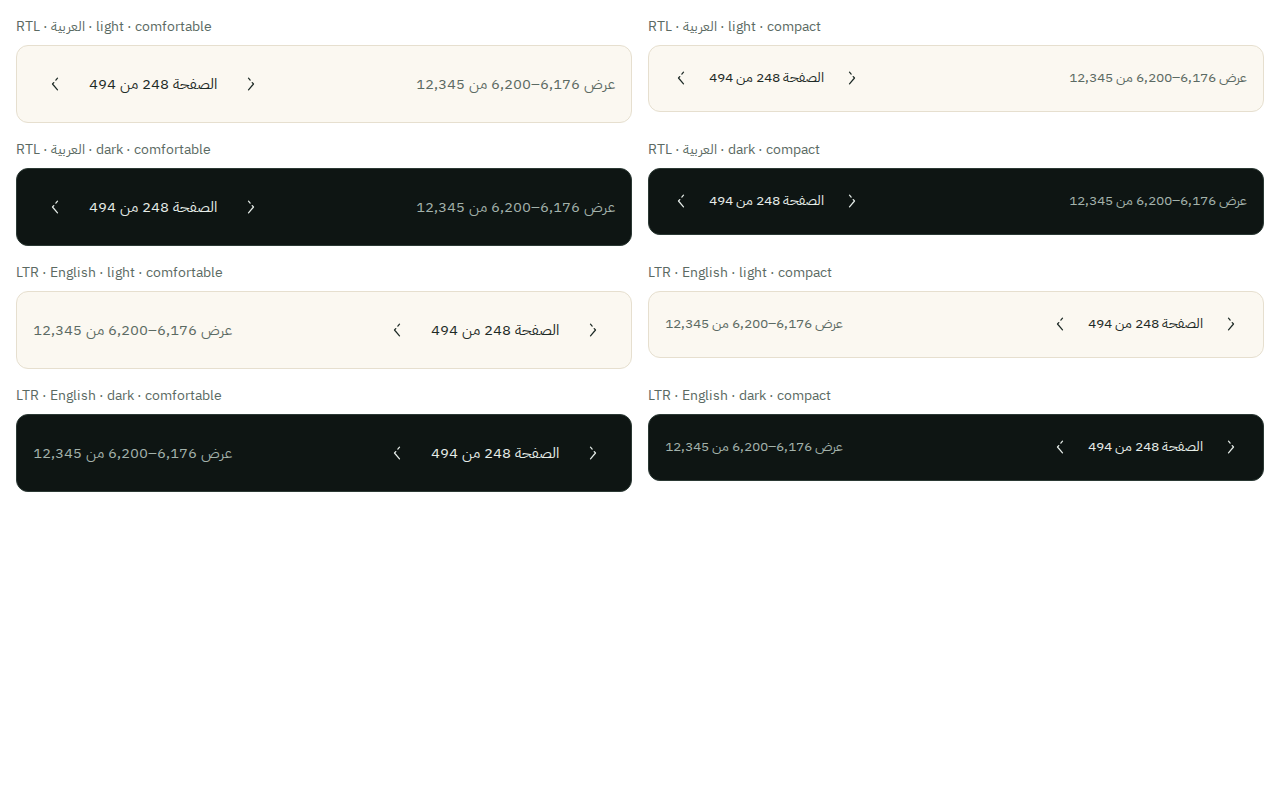 RTL · العربية · light · comfortable
عرض 6,176–6,200 من 12,345
الصفحة 248 من 494
RTL · العربية · light · compact
عرض 6,176–6,200 من 12,345
الصفحة 248 من 494
RTL · العربية · dark · comfortable
عرض 6,176–6,200 من 12,345
الصفحة 248 من 494
RTL · العربية · dark · compact
عرض 6,176–6,200 من 12,345
الصفحة 248 من 494
LTR · English · light · comfortable
عرض 6,176–6,200 من 12,345
الصفحة 248 من 494
LTR · English · light · compact
عرض 6,176–6,200 من 12,345
الصفحة 248 من 494
LTR · English · dark · comfortable
عرض 6,176–6,200 من 12,345
الصفحة 248 من 494
LTR · English · dark · compact
عرض 6,176–6,200 من 12,345
الصفحة 248 من 494